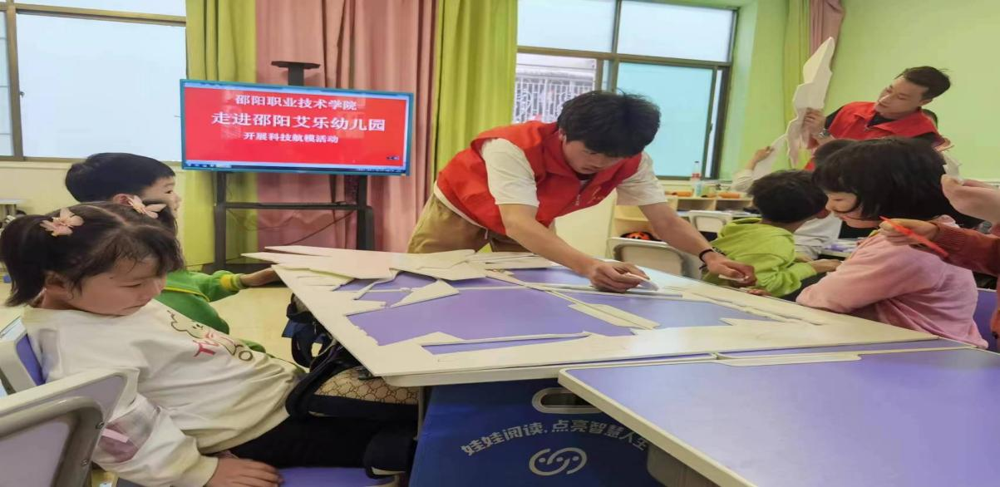 邵阳职业技术学院
走进邵阳艾乐幼儿园
开展科技航模活动
娃娃阅读,点亮智慧人生